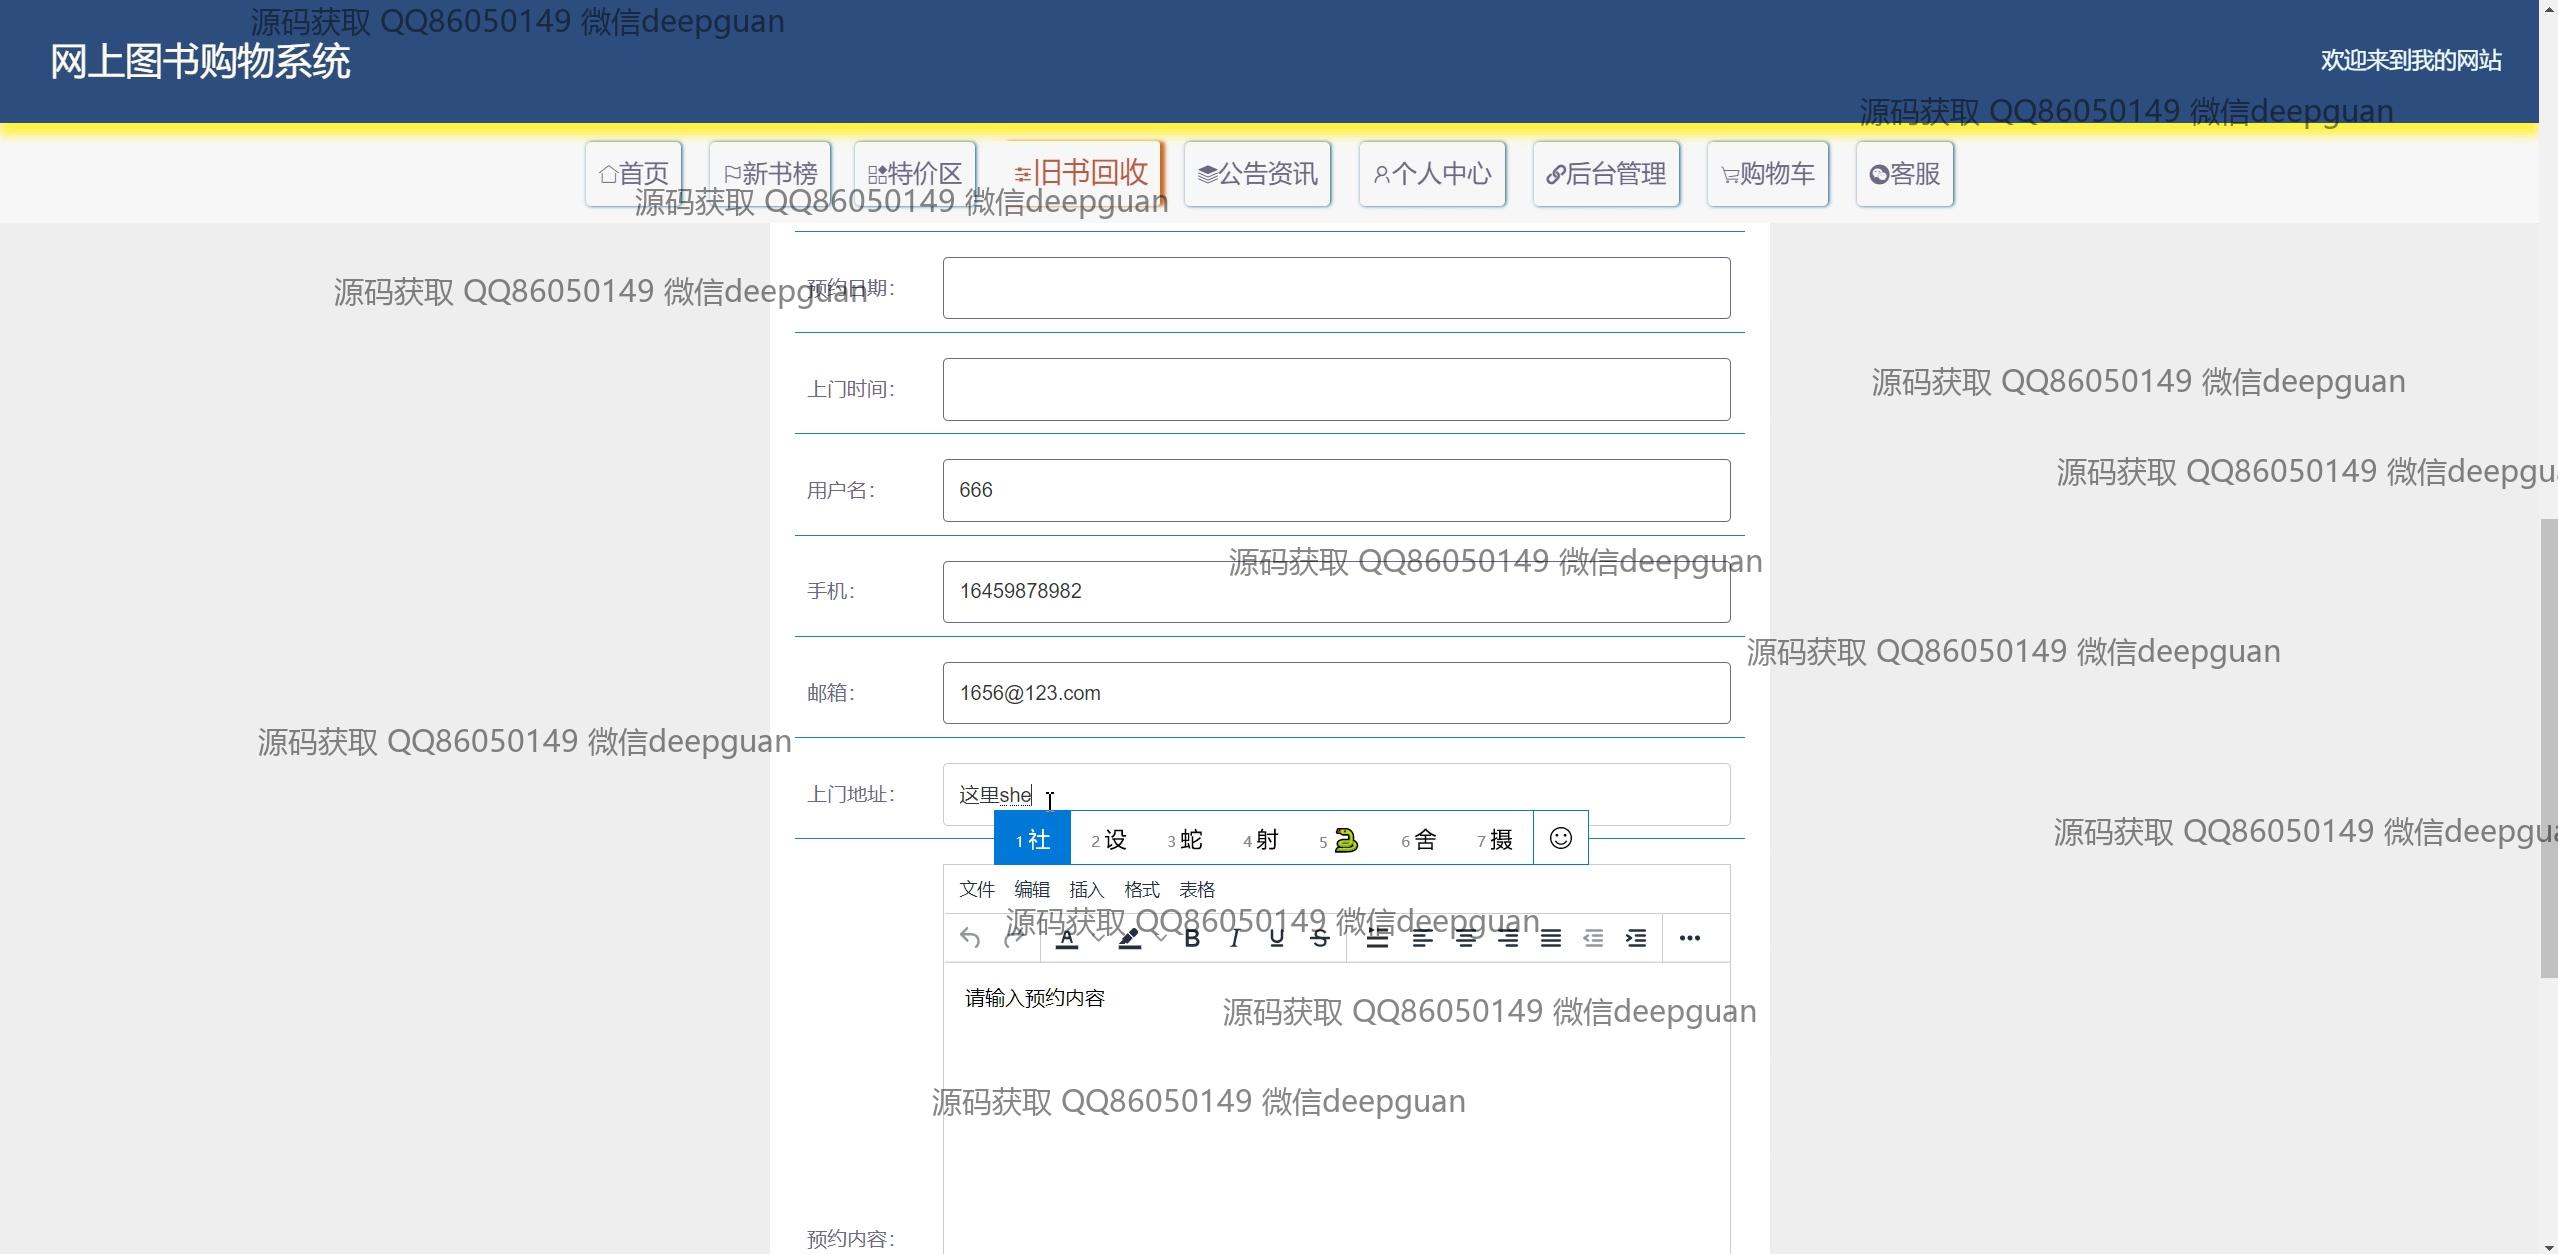 源码获取 QQ86050149 微信deepguan
网上图书购物系统
欢迎来到我的网站
源码获取 QQ86050149 微信deepguan
首页 新书榜 特价区 旧书回收 公告资讯 个人中心 后台管理 购物车 客服
源码获取 QQ86050149 微信deepguan
预约日期：
源码获取 QQ86050149 微信deepguan
上门时间：
源码获取 QQ86050149 微信deepguan
源码获取 QQ86050149 微信deepgu
用户名： 666
源码获取 QQ86050149 微信deepguan
手机： 16459878982
源码获取 QQ86050149 微信deepguan
邮箱： 1656@123.com
源码获取 QQ86050149 微信deepguan
上门地址： 这里she
1 社 2 设 3 蛇 4 射 5 🐍 6 舍 7 摄
源码获取 QQ86050149 微信deepgua
文件 编辑 插入 格式 表格
源码获取 QQ86050149 微信deepguan
A B I U S
请输入预约内容
源码获取 QQ86050149 微信deepguan
源码获取 QQ86050149 微信deepguan
预约内容：